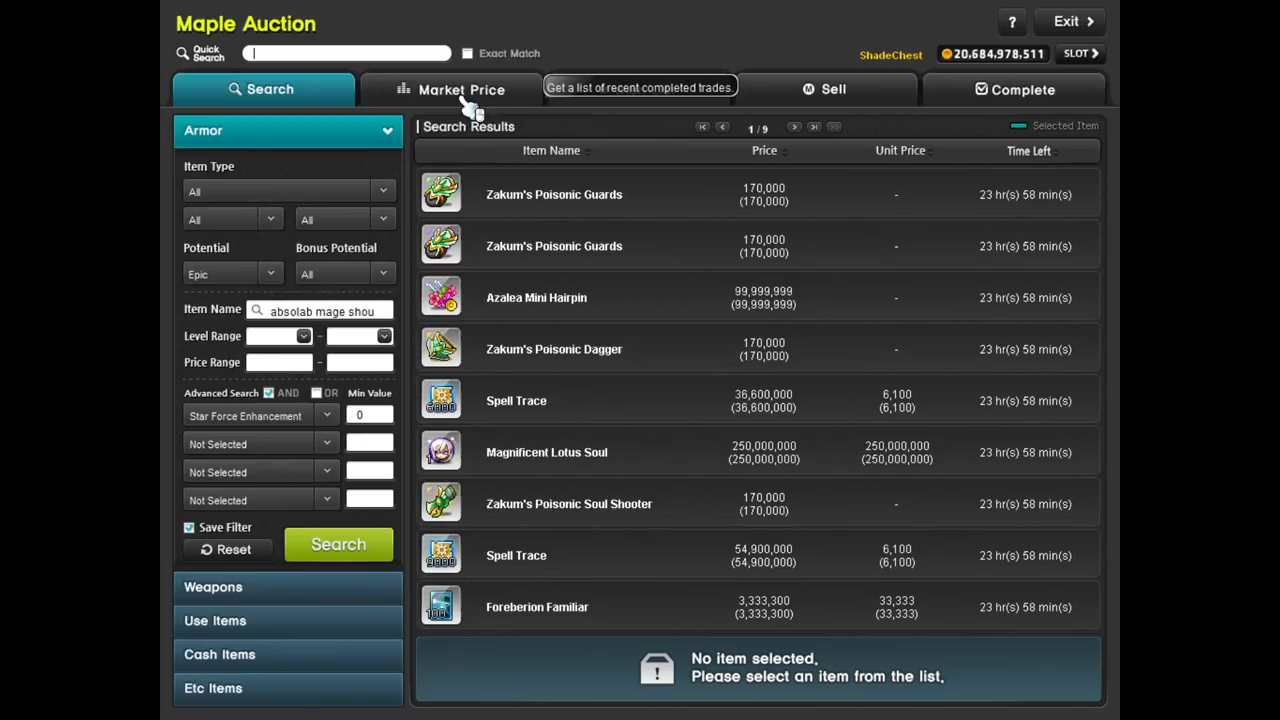 Maple Auction
?
Exit
Quick Search
Exact Match
ShadeChest
20,684,978,511
SLOT
Search
Market Price
Get a list of recent completed trades.
Sell
Complete
Armor
Item Type
All
All
All
Potential
Bonus Potential
Epic
All
Item Name
absolab mage shou
Level Range
-
Price Range
-
Advanced Search
AND
OR
Min Value
Star Force Enhancement
0
Not Selected
Not Selected
Not Selected
Save Filter
Reset
Search
Weapons
Use Items
Cash Items
Etc Items
Search Results
1 / 9
Selected Item
Item Name Price Unit Price Time Left
Zakum's Poisonic Guards 170,000 (170,000) - 23 hr(s) 58 min(s)
Zakum's Poisonic Guards 170,000 (170,000) - 23 hr(s) 58 min(s)
Azalea Mini Hairpin 99,999,999 (99,999,999) - 23 hr(s) 58 min(s)
Zakum's Poisonic Dagger 170,000 (170,000) - 23 hr(s) 58 min(s)
6000 Spell Trace 36,600,000 (36,600,000) 6,100 (6,100) 23 hr(s) 58 min(s)
1 Magnificent Lotus Soul 250,000,000 (250,000,000) 250,000,000 (250,000,000) 23 hr(s) 58 min(s)
Zakum's Poisonic Soul Shooter 170,000 (170,000) - 23 hr(s) 58 min(s)
9000 Spell Trace 54,900,000 (54,900,000) 6,100 (6,100) 23 hr(s) 58 min(s)
100 Foreberion Familiar 3,333,300 (3,333,300) 33,333 (33,333) 23 hr(s) 58 min(s)
No item selected.
Please select an item from the list.